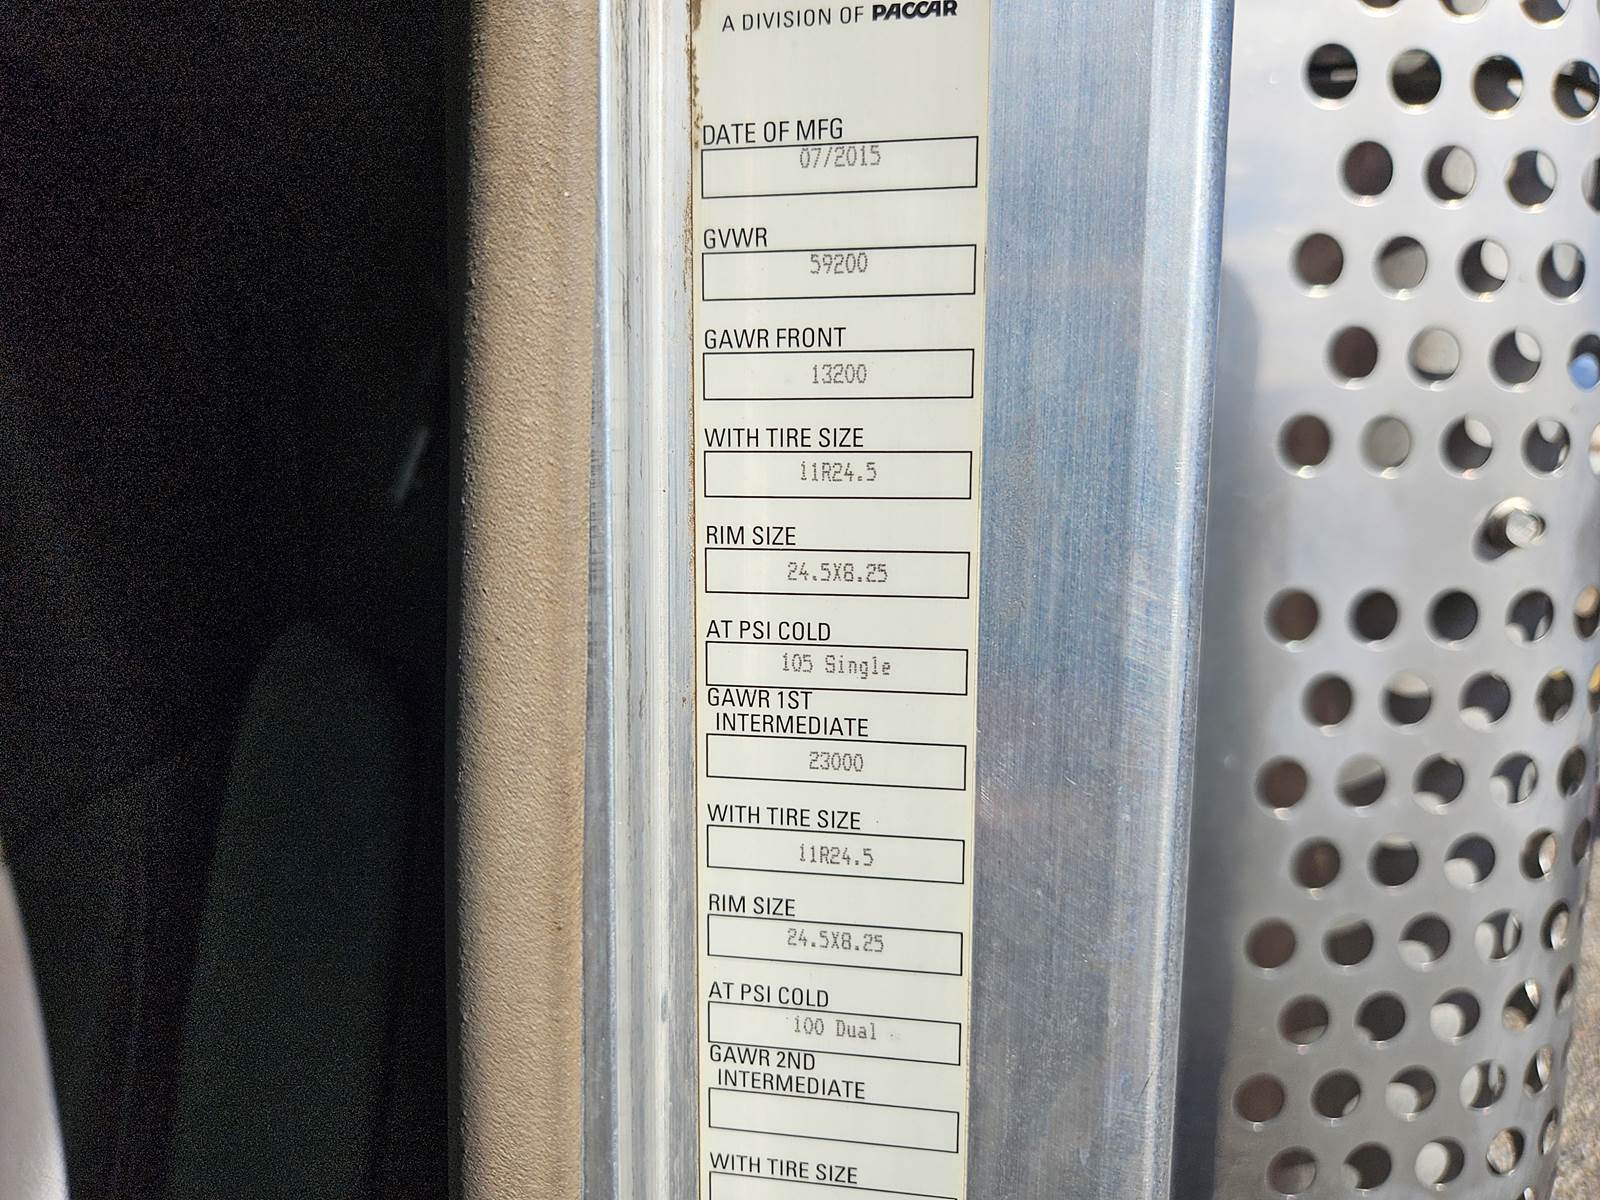 A DIVISION OF PACCAR
DATE OF MFG
07/2015
GVWR
59200
GAWR FRONT
13200
WITH TIRE SIZE
11R24.5
RIM SIZE
24.5X8.25
AT PSI COLD
105 Single
GAWR 1ST
INTERMEDIATE
23000
WITH TIRE SIZE
11R24.5
RIM SIZE
24.5X8.25
AT PSI COLD
100 Dual
GAWR 2ND
INTERMEDIATE
WITH TIRE SIZE